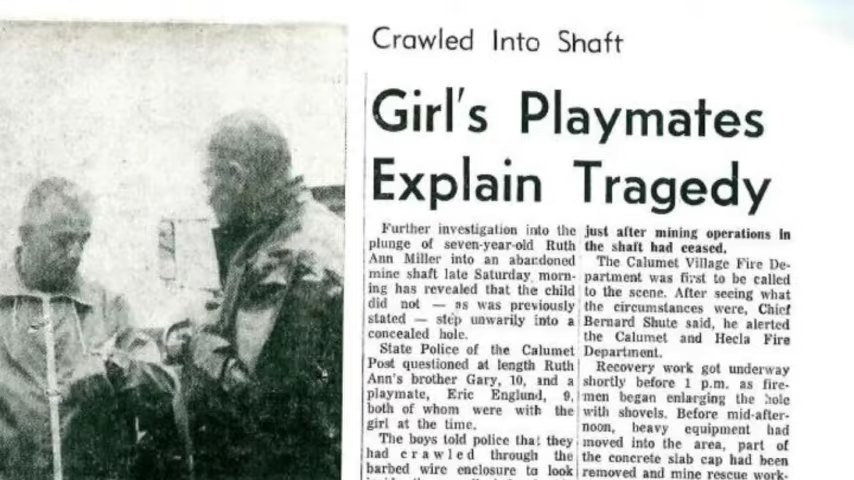 Crawled Into Shaft
Girl's Playmates
Explain Tragedy
Further investigation into the
plunge of seven-year-old Ruth
Ann Miller into an abandoned
mine shaft late Saturday morn-
ing has revealed that the child
did not — as was previously
stated — step unwarily into a
concealed hole.
State Police of the Calumet
Post questioned at length Ruth
Ann's brother Gary, 10, and a
playmate, Eric Englund, 9,
both of whom were with the
girl at the time.
The boys told police that they
had crawled through the
barbed wire enclosure to look
just after mining operations in
the shaft had ceased.
The Calumet Village Fire De-
partment was first to be called
to the scene. After seeing what
the circumstances were, Chief
Bernard Shute said, he alerted
the Calumet and Hecla Fire
Department.
Recovery work got underway
shortly before 1 p.m. as fire-
men began enlarging the hole
with shovels. Before mid-after-
noon, heavy equipment had
moved into the area, part of
the concrete slab cap had been
removed and mine rescue work-